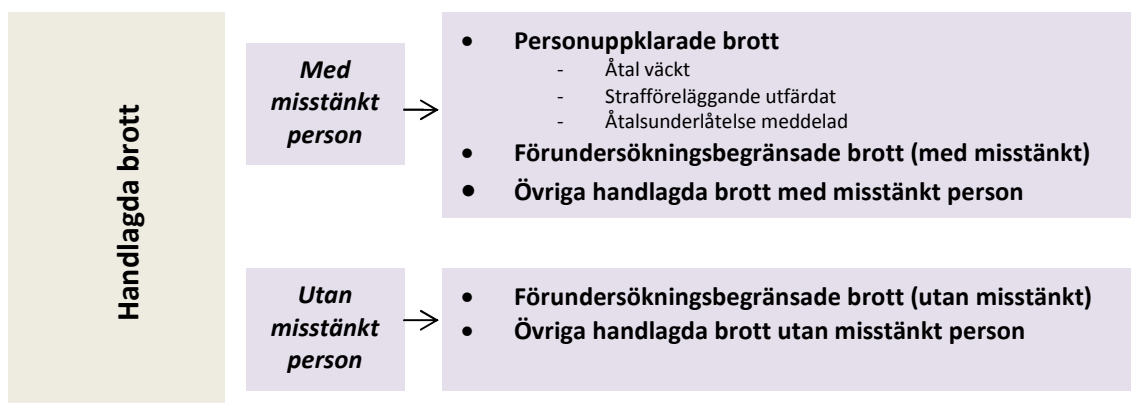 Handlagda brott
Med
misstänkt
person
• Personuppklarade brott
- Åtal väckt
- Strafföreläggande utfärdat
- Åtalsunderlåtelse meddelad
• Förundersökningsbegränsade brott (med misstänkt)
• Övriga handlagda brott med misstänkt person
Utan
misstänkt
person
• Förundersökningsbegränsade brott (utan misstänkt)
• Övriga handlagda brott utan misstänkt person